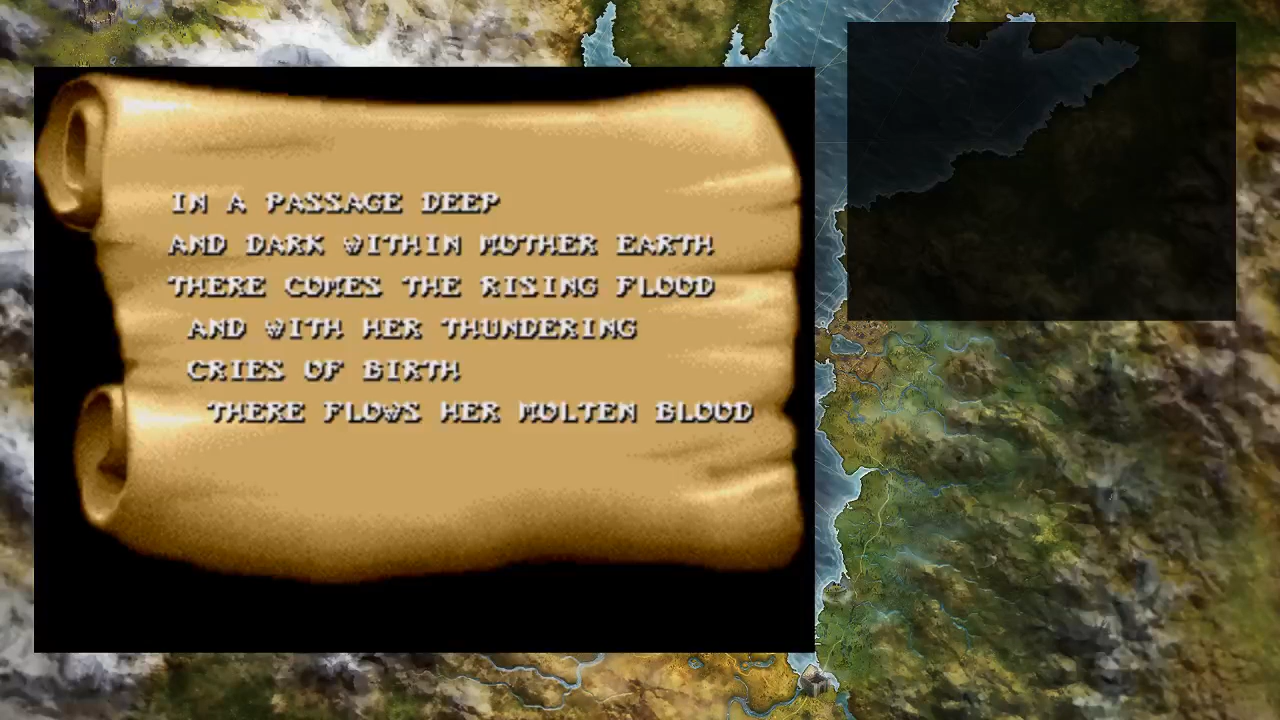 IN A PASSAGE DEEP
AND DARK WITHIN MOTHER EARTH
THERE COMES THE RISING FLOOD
AND WITH HER THUNDERING
CRIES OF BIRTH
THERE FLOWS HER MOLTEN BLOOD